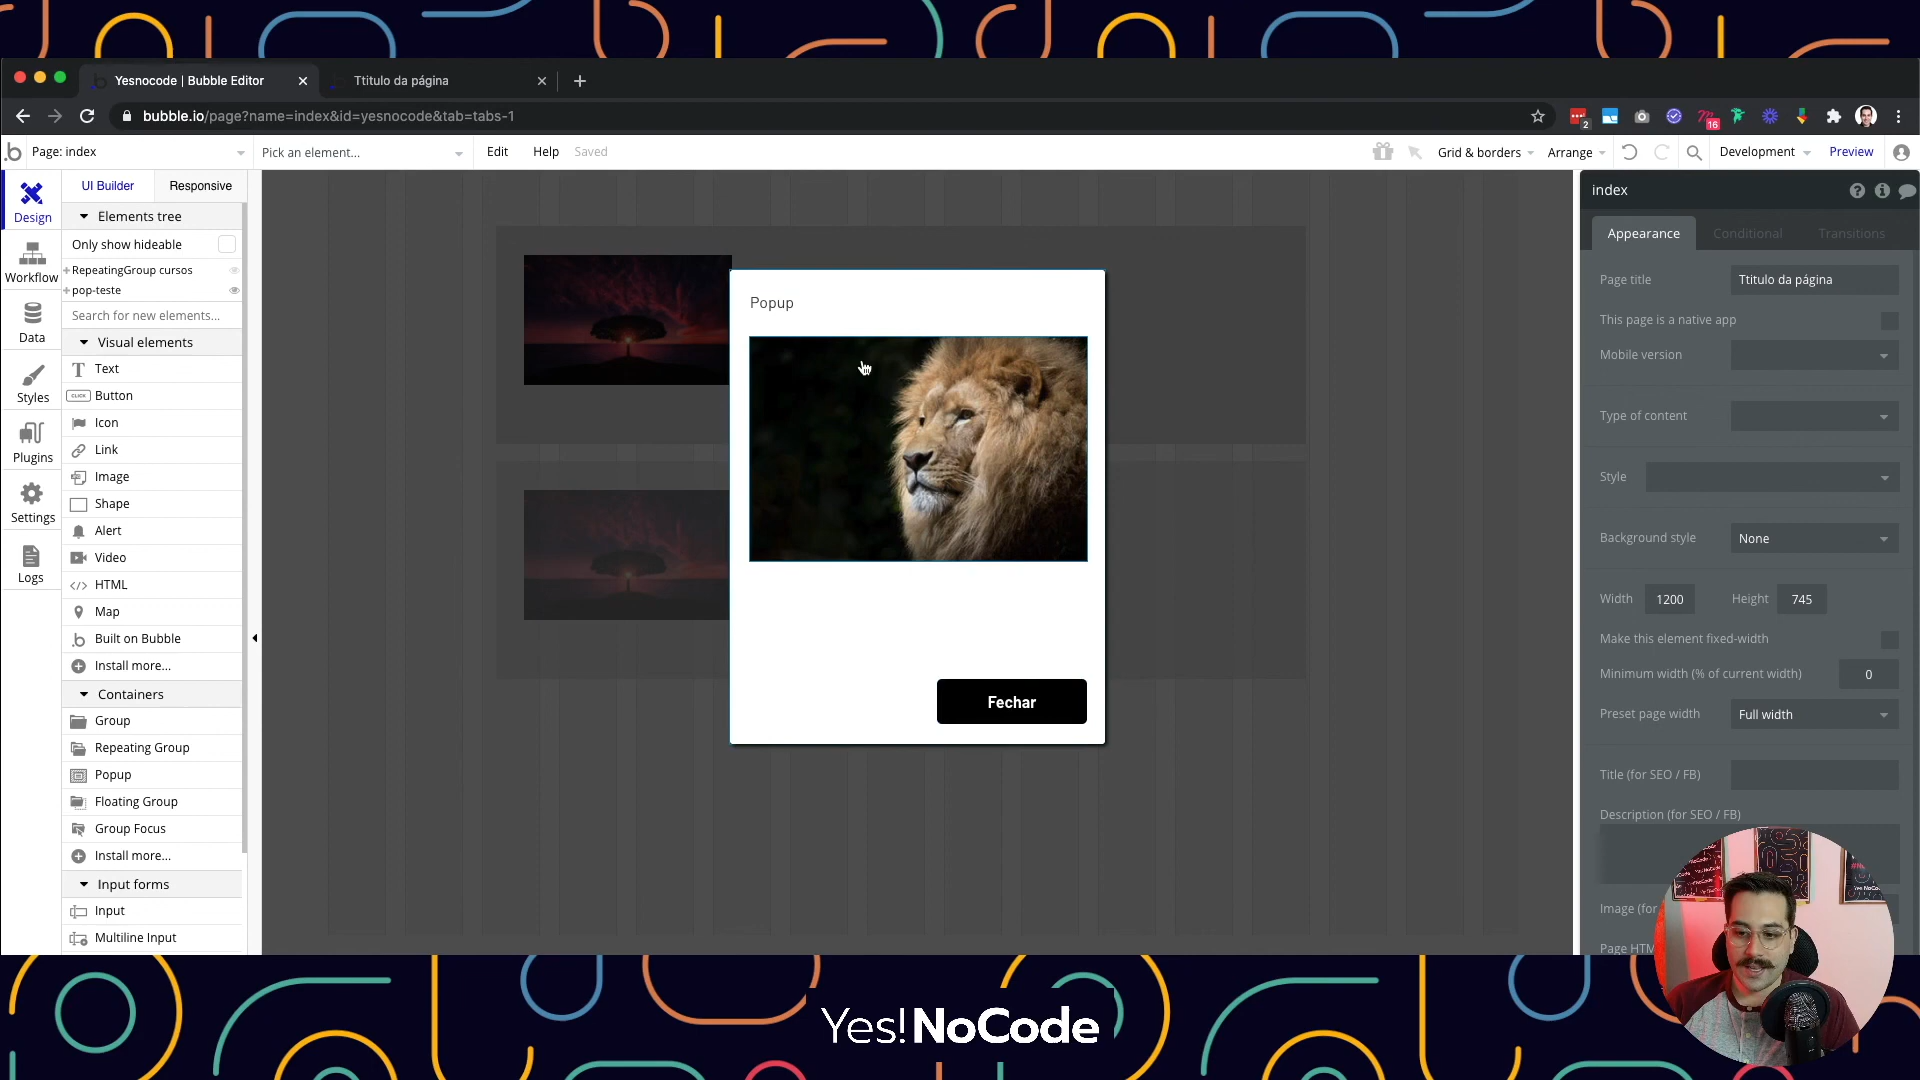 Yesnocode | Bubble Editor
Ttitulo da página
bubble.io/page?name=index&id=yesnocode&tab=tabs-1
2
16
Page: index
Pick an element...
Edit
Help
Saved
Grid & borders
Arrange
Development
Preview
Design
Workflow
Data
Styles
Plugins
Settings
Logs
UI Builder
Responsive
Elements tree
Only show hideable
RepeatingGroup cursos
pop-teste
Search for new elements...
Visual elements
Text
CLICK
Button
Icon
Link
Image
Shape
Alert
Video
HTML
Map
Built on Bubble
Install more...
Containers
Group
Repeating Group
Popup
Floating Group
Group Focus
Install more...
Input forms
Input
Multiline Input
Popup
Fechar
index
Appearance
Conditional
Transitions
Page title
Ttitulo da página
This page is a native app
Mobile version
Type of content
Style
Background style
None
Width
1200
Height
745
Make this element fixed-width
Minimum width (% of current width)
0
Preset page width
Full width
Title (for SEO / FB)
Description (for SEO / FB)
Image (for
Page HTM
Yes!NoCode